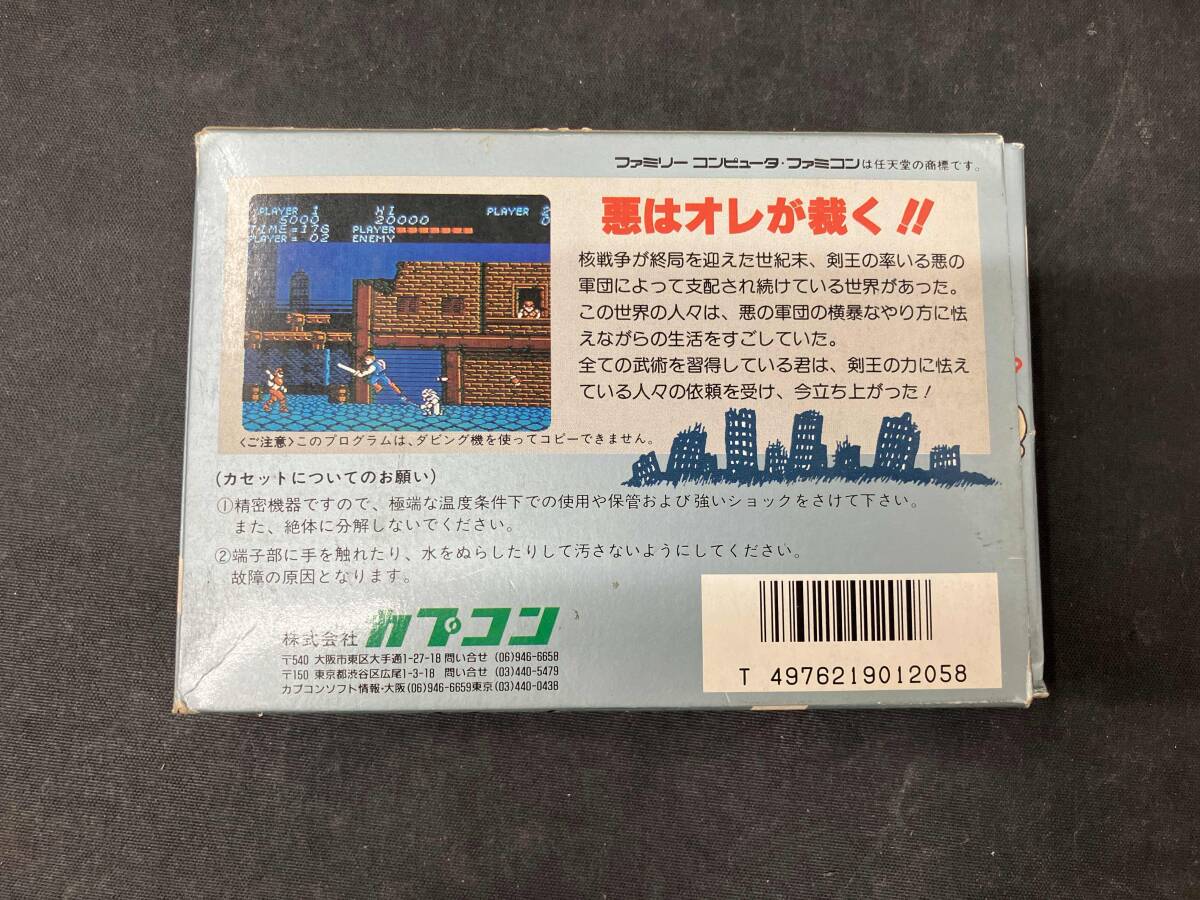 ファミリー コンピュータ・ファミコンは任天堂の商標です。
PLAYER 1 HI PLAYER 2
5000 20000 0
TIME=178 PLAYER
PLAYER= 02 ENEMY
悪はオレが裁く!!
核戦争が終局を迎えた世紀末、剣王の率いる悪の
軍団によって支配され続けている世界があった。
この世界の人々は、悪の軍団の横暴なやり方に怯
えながらの生活をすごしていた。
全ての武術を習得している君は、剣王の力に怯え
ている人々の依頼を受け、今立ち上がった!
〈ご注意〉このプログラムは、ダビング機を使ってコピーできません。
(カセットについてのお願い)
①精密機器ですので、極端な温度条件下での使用や保管および強いショックをさけて下さい。
また、絶体に分解しないでください。
②端子部に手を触れたり、水をぬらしたりして汚さないようにしてください。
故障の原因となります。
株式会社 カプコン
〒540 大阪市東区大手通1-27-18 問い合せ (06)946-6658
〒150 東京都渋谷区広尾1-3-18 問い合せ (03)440-5479
カプコンソフト情報・大阪(06)946-6659東京(03)440-0438
T 4976219012058